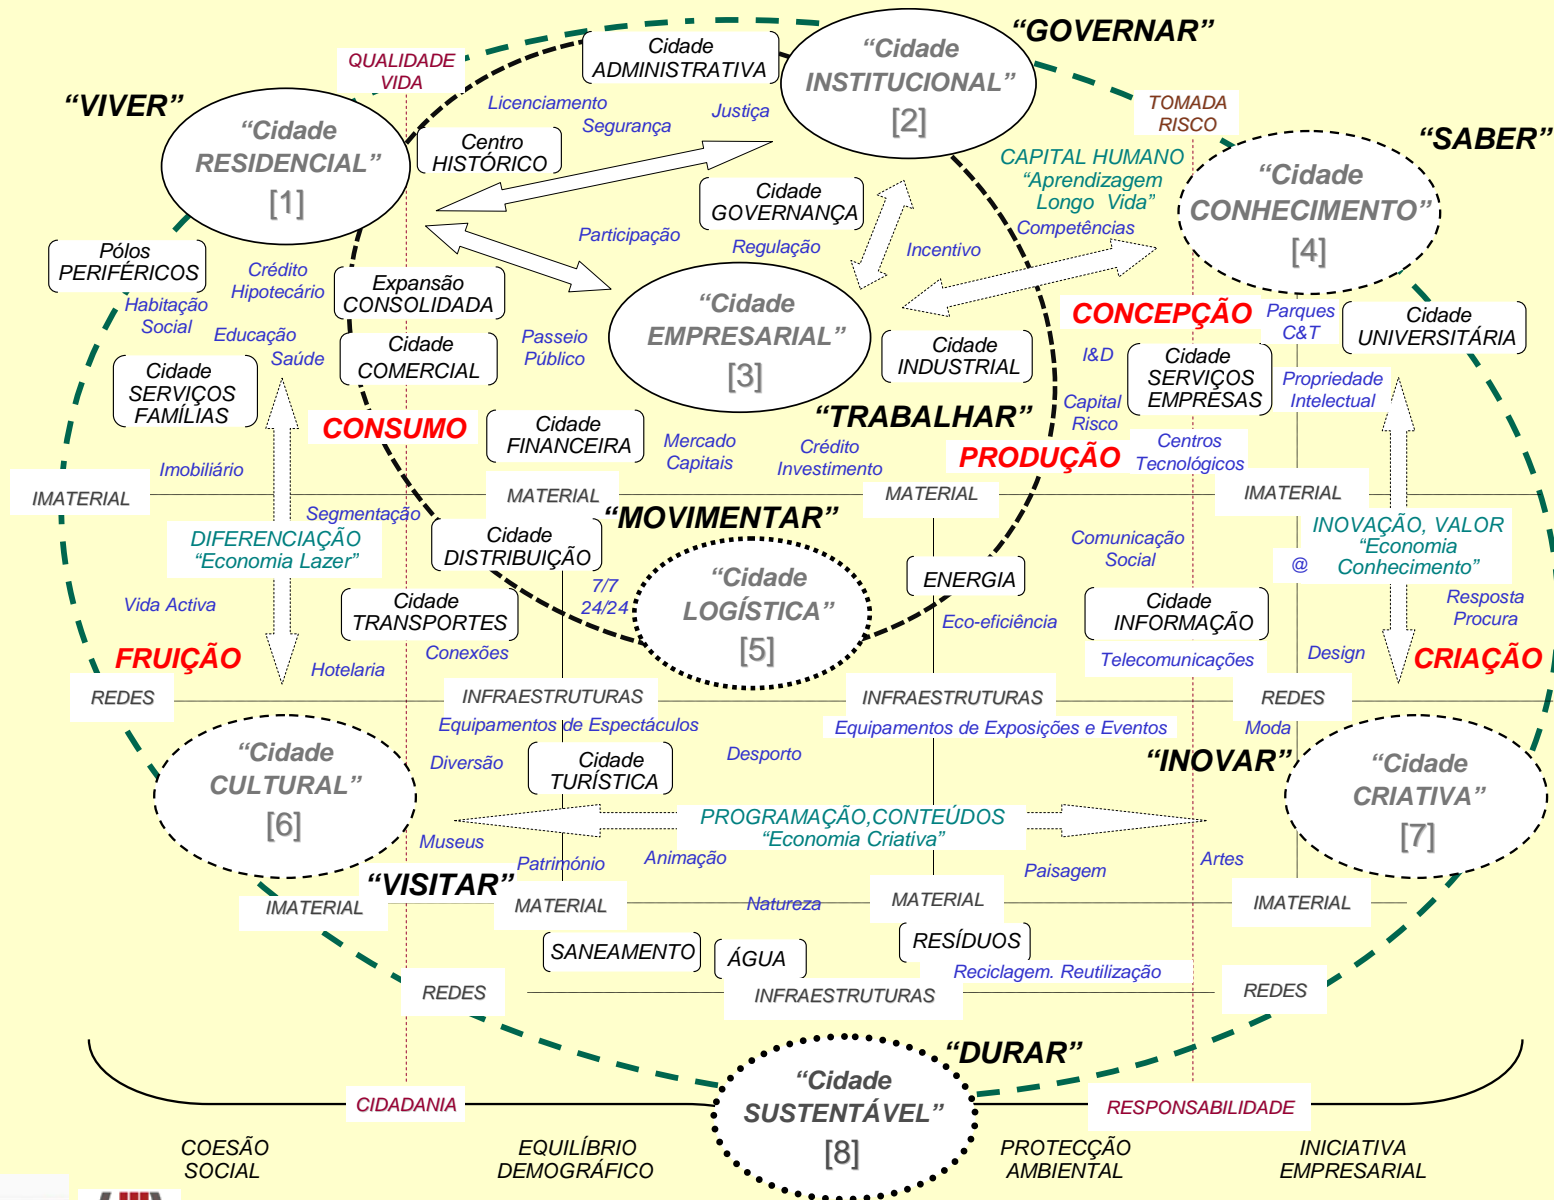 “GOVERNAR”
Cidade
ADMINISTRATIVA
“Cidade
INSTITUCIONAL”
[2]
QUALIDADE
VIDA
“VIVER”
“Cidade
RESIDENCIAL”
[1]
Licenciamento
Segurança
Justiça
TOMADA
RISCO
“SABER”
Centro
HISTÓRICO
CAPITAL HUMANO
“Aprendizagem
Longo Vida”
Competências
“Cidade
CONHECIMENTO”
[4]
Cidade
GOVERNANÇA
Participação
Regulação
Incentivo
Pólos
PERIFÉRICOS
Crédito
Hipotecário
Expansão
CONSOLIDADA
Habitação
Social
Educação
Saúde
“Cidade
EMPRESARIAL”
[3]
CONCEPÇÃO
Parques
C&T
Cidade
UNIVERSITÁRIA
Cidade
COMERCIAL
Passeio
Público
Cidade
INDUSTRIAL
I&D
Cidade
SERVIÇOS
EMPRESAS
Propriedade
Intelectual
Cidade
SERVIÇOS
FAMÍLIAS
CONSUMO
Cidade
FINANCEIRA
“TRABALHAR”
Capital
Risco
Mercado
Capitais
Crédito
Investimento
PRODUÇÃO
Centros
Tecnológicos
Imobiliário
IMATERIAL
MATERIAL
MATERIAL
IMATERIAL
Segmentação
“MOVIMENTAR”
DIFERENCIAÇÃO
“Economia Lazer”
Cidade
DISTRIBUIÇÃO
Comunicação
Social
INOVAÇÃO, VALOR
“Economia
Conhecimento”
@
7/7
24/24
“Cidade
LOGÍSTICA”
[5]
ENERGIA
Vida Activa
Cidade
TRANSPORTES
Eco-eficiência
Cidade
INFORMAÇÃO
Resposta
Procura
FRUIÇÃO
Hotelaria
Conexões
Telecomunicações
Design
CRIAÇÃO
REDES
INFRAESTRUTURAS
INFRAESTRUTURAS
REDES
Equipamentos de Espectáculos
Equipamentos de Exposições e Eventos
Moda
“Cidade
CULTURAL”
[6]
Diversão
Cidade
TURÍSTICA
Desporto
“INOVAR”
“Cidade
CRIATIVA”
[7]
PROGRAMAÇÃO,CONTEÚDOS
“Economia Criativa”
Museus
Património
Animação
Paisagem
Artes
“VISITAR”
IMATERIAL
MATERIAL
Natureza
MATERIAL
IMATERIAL
SANEAMENTO
ÁGUA
RESÍDUOS
Reciclagem. Reutilização
REDES
INFRAESTRUTURAS
REDES
“DURAR”
“Cidade
SUSTENTÁVEL”
[8]
CIDADANIA
RESPONSABILIDADE
COESÃO
SOCIAL
EQUILÍBRIO
DEMOGRÁFICO
PROTECÇÃO
AMBIENTAL
INICIATIVA
EMPRESARIAL